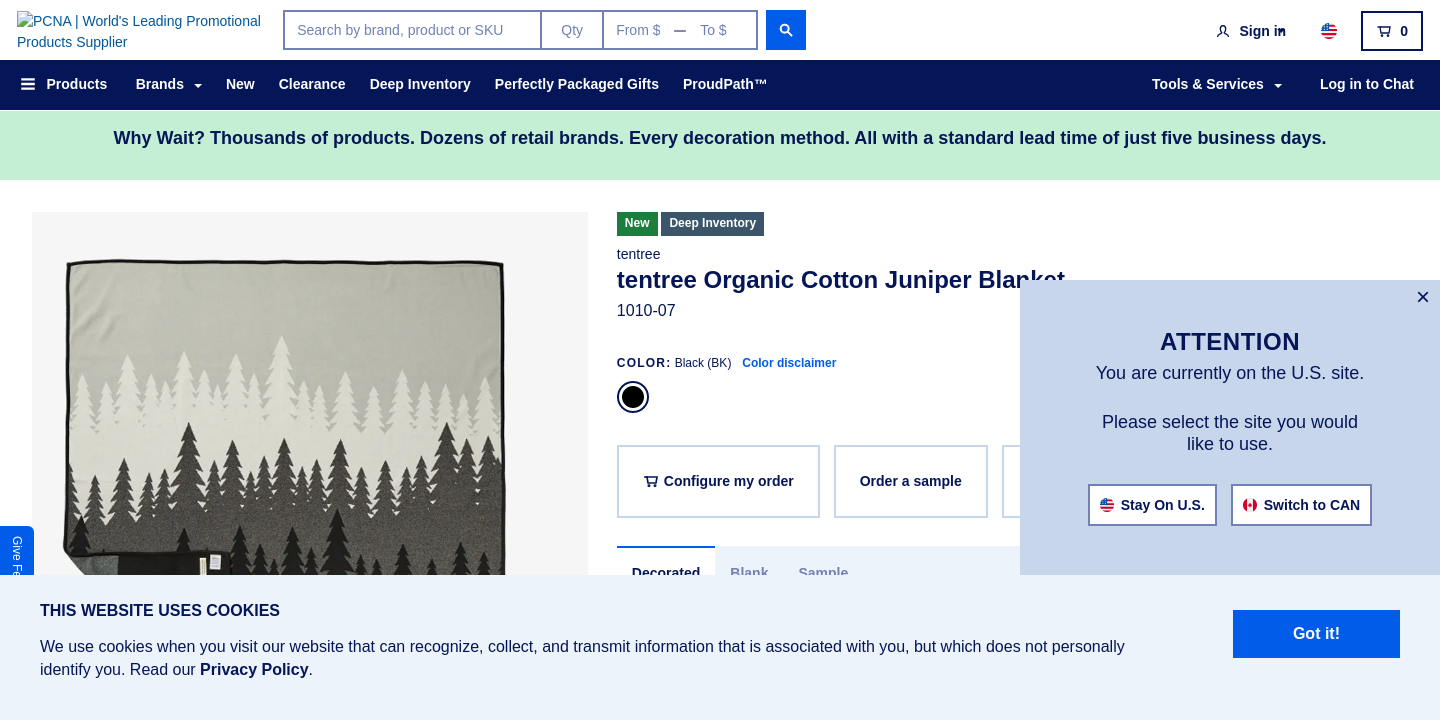 PCNA | World's Leading Promotional
Products Supplier
Search by brand, product or SKU
Qty
From $
To $
Sign in
0
Products
Brands
New
Clearance
Deep Inventory
Perfectly Packaged Gifts
ProudPath™
Tools & Services
Log in to Chat
Why Wait? Thousands of products. Dozens of retail brands. Every decoration method. All with a standard lead time of just five business days.
New
Deep Inventory
tentree
tentree Organic Cotton Juniper Blanket
1010-07
COLOR: Black (BK) Color disclaimer
Configure my order
Order a sample
Decorated
Blank
Sample
×
ATTENTION
You are currently on the U.S. site.
Please select the site you would
like to use.
Stay On U.S.
Switch to CAN
Give Fe
THIS WEBSITE USES COOKIES
We use cookies when you visit our website that can recognize, collect, and transmit information that is associated with you, but which does not personally
identify you. Read our Privacy Policy.
Got it!